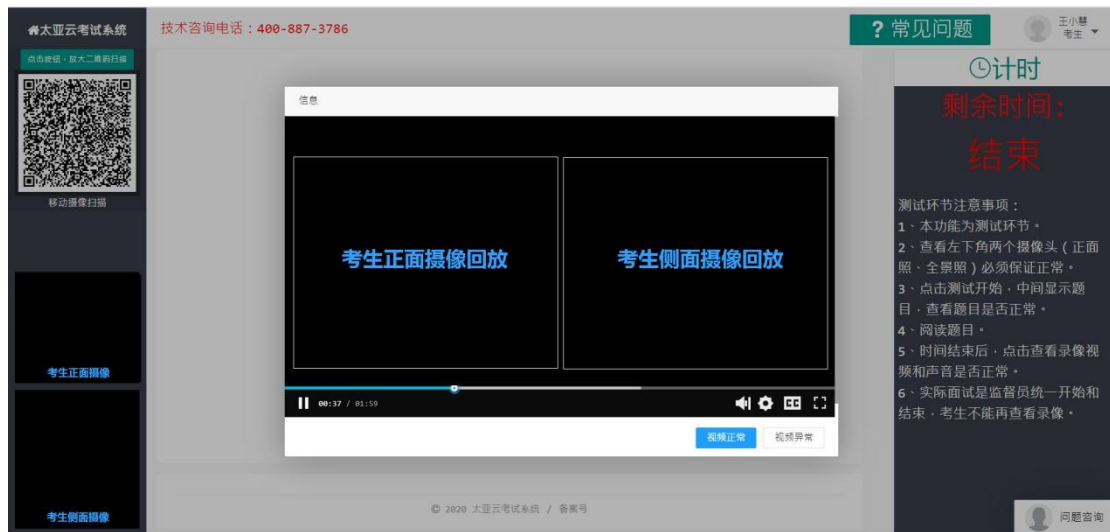 太亚云考试系统
技术咨询电话：400-887-3786
? 常见问题
王小慧
考生
点击按钮，放大二维码扫描
移动摄像扫描
考生正面摄像
考生侧面摄像
信息
考生正面摄像回放
考生侧面摄像回放
00:37 / 01:59
CC
视频正常
视频异常
© 2020 太亚云考试系统 / 备案号
计时
剩余时间：
结束
测试环节注意事项：
1、本功能为测试环节。
2、查看左下角两个摄像头（正面
照、全景照）必须保证正常。
3、点击测试开始，中间显示题
目，查看题目是否正常。
4、阅读题目。
5、时间结束后，点击查看录像视
频和声音是否正常。
6、实际面试是监督员统一开始和
结束，考生不能再查看录像。
问题咨询